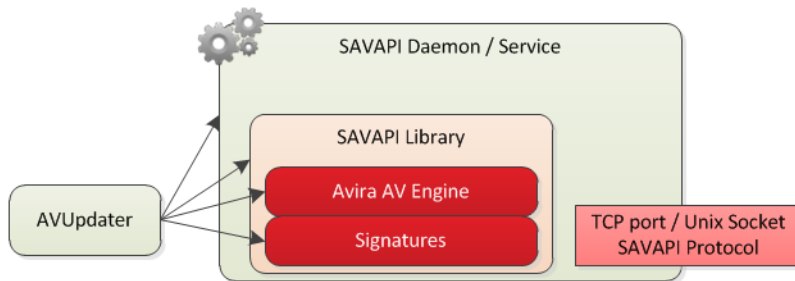 SAVAPI Daemon / Service
SAVAPI Library
Avira AV Engine
AVUpdater
Signatures
TCP port / Unix Socket
SAVAPI Protocol